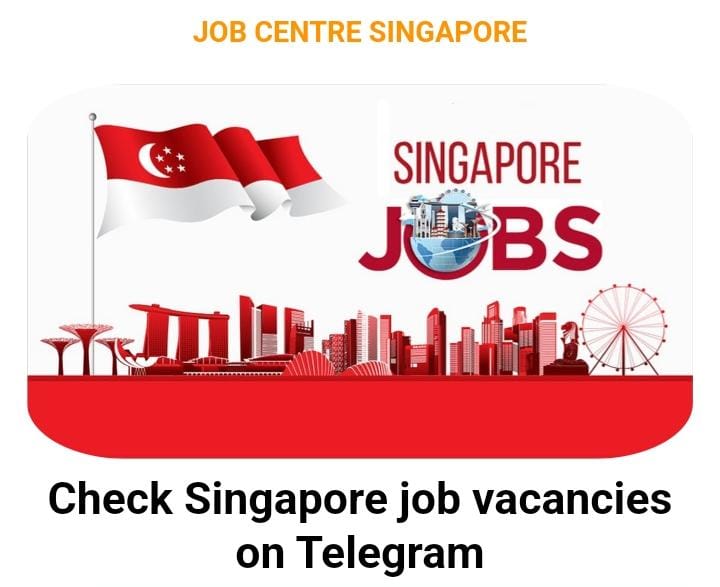 JOB CENTRE SINGAPORE
SINGAPORE
JOBS
Check Singapore job vacancies
on Telegram